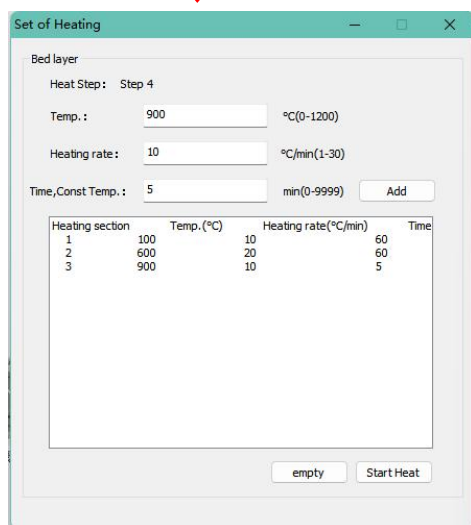 Set of Heating
Bed layer
Heat Step: Step 4
Temp.: 900 °C(0-1200)
Heating rate: 10 °C/min(1-30)
Time,Const Temp.: 5 min(0-9999) Add
Heating section Temp.(°C) Heating rate(°C/min) Time
1 100 10 60
2 600 20 60
3 900 10 5
empty Start Heat